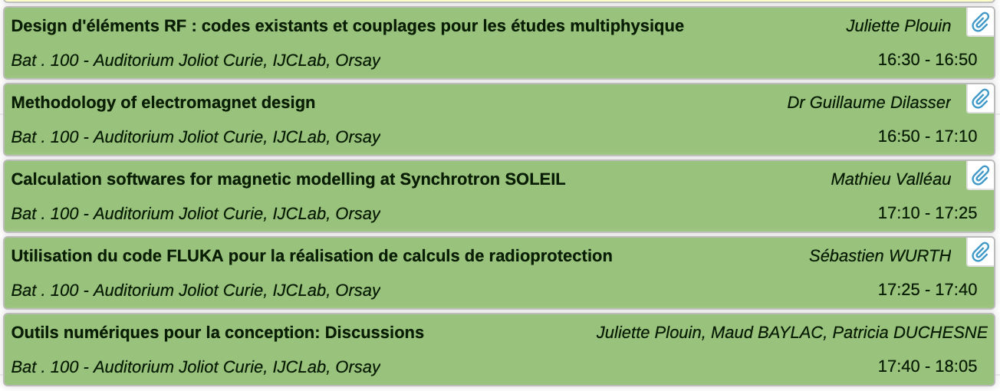 Design d'éléments RF : codes existants et couplages pour les études multiphysique Juliette Plouin
Bat . 100 - Auditorium Joliot Curie, IJCLab, Orsay 16:30 - 16:50
Methodology of electromagnet design Dr Guillaume Dilasser
Bat . 100 - Auditorium Joliot Curie, IJCLab, Orsay 16:50 - 17:10
Calculation softwares for magnetic modelling at Synchrotron SOLEIL Mathieu Valléau
Bat . 100 - Auditorium Joliot Curie, IJCLab, Orsay 17:10 - 17:25
Utilisation du code FLUKA pour la réalisation de calculs de radioprotection Sébastien WURTH
Bat . 100 - Auditorium Joliot Curie, IJCLab, Orsay 17:25 - 17:40
Outils numériques pour la conception: Discussions Juliette Plouin, Maud BAYLAC, Patricia DUCHESNE
Bat . 100 - Auditorium Joliot Curie, IJCLab, Orsay 17:40 - 18:05